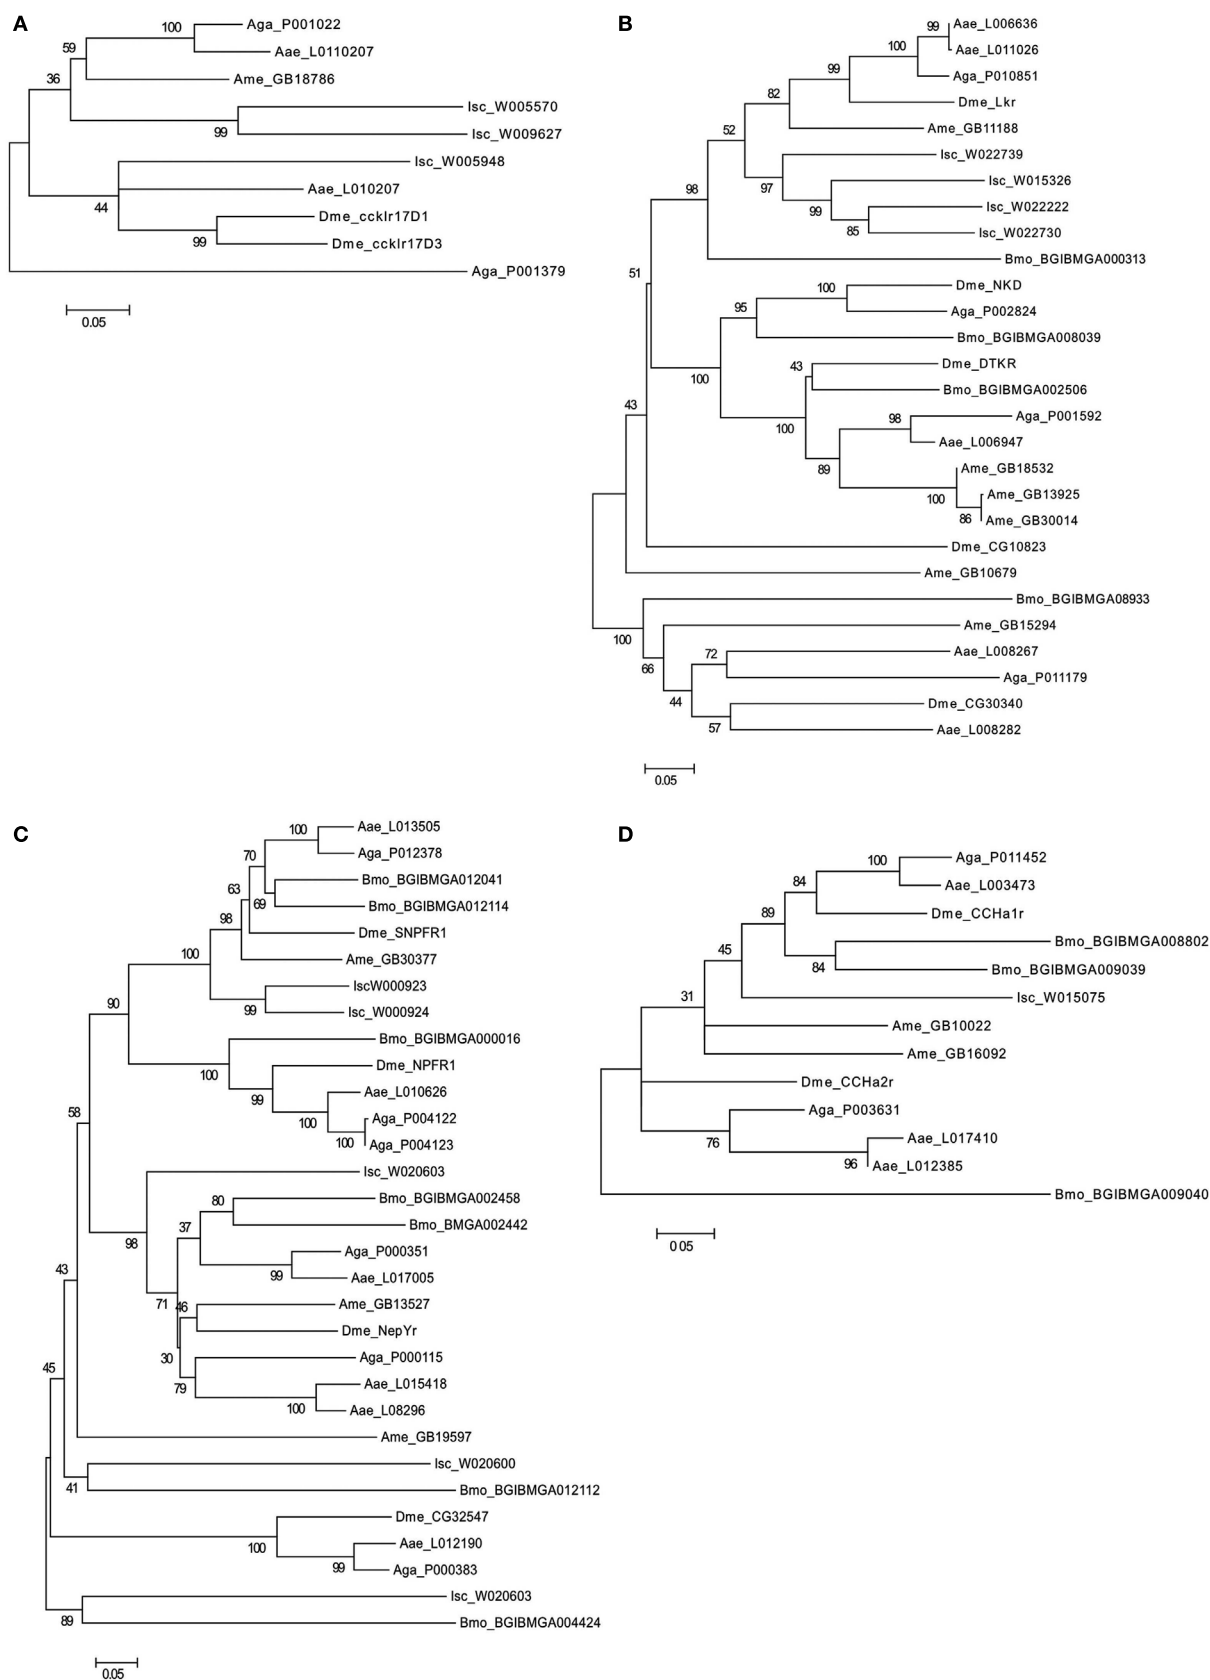 A
100
Aga_P001022
Aae_L0110207
59
Ame_GB18786
36
Isc_W005570
99
Isc_W009627
Isc_W005948
Aae_L010207
44
Dme_ccklr17D1
99
Dme_ccklr17D3
Aga_P001379
0.05
B
99
Aae_L006636
100
Aae_L011026
99
Aga_P010851
82
Dme_Lkr
52
Ame_GB11188
Isc_W022739
98
97
Isc_W015326
99
Isc_W022222
85
Isc_W022730
Bmo_BGIBMGA000313
51
100
Dme_NKD
95
Aga_P002824
Bmo_BGIBMGA008039
43
Dme_DTKR
100
Bmo_BGIBMGA002506
43
98
Aga_P001592
100
Aae_L006947
89
Ame_GB18532
100
Ame_GB13925
86
Ame_GB30014
Dme_CG10823
Ame_GB10679
Bmo_BGIBMGA08933
100
Ame_GB15294
72
Aae_L008267
66
Aga_P011179
44
Dme_CG30340
57
Aae_L008282
0.05
C
100
Aae_L013505
70
Aga_P012378
63
Bmo_BGIBMGA012041
69
Bmo_BGIBMGA012114
98
Dme_SNPFR1
100
Ame_GB30377
IscW000923
90
99
Isc_W000924
Bmo_BGIBMGA000016
100
Dme_NPFR1
99
Aae_L010626
58
100
Aga_P004122
100
Aga_P004123
Isc_W020603
80
Bmo_BGIBMGA002458
98
37
Bmo_BMGA002442
Aga_P000351
43
99
Aae_L017005
71
46
Ame_GB13527
Dme_NepYr
30
Aga_P000115
45
79
Aae_L015418
100
Aae_L08296
Ame_GB19597
Isc_W020600
41
Bmo_BGIBMGA012112
Dme_CG32547
100
Aae_L012190
99
Aga_P000383
Isc_W020603
89
Bmo_BGIBMGA004424
0.05
D
100
Aga_P011452
84
Aae_L003473
89
Dme_CCHa1r
45
Bmo_BGIBMGA008802
84
Bmo_BGIBMGA009039
31
Isc_W015075
Ame_GB10022
Ame_GB16092
Dme_CCHa2r
Aga_P003631
76
Aae_L017410
96
Aae_L012385
Bmo_BGIBMGA009040
0 05